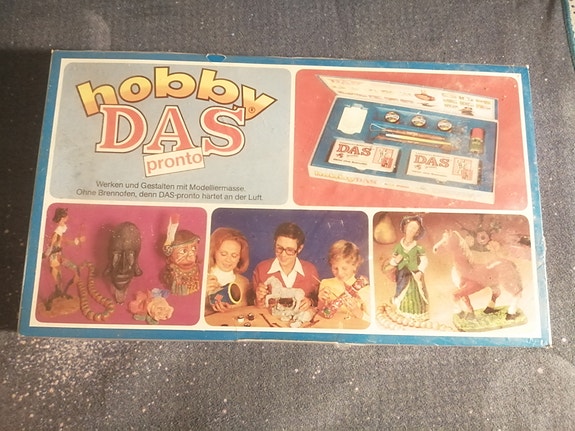 hobby
DAS®
pronto
Werken und Gestalten mit Modelliermasse.
Ohne Brennofen, denn DAS-pronto härtet an der Luft.
DAS
DAS